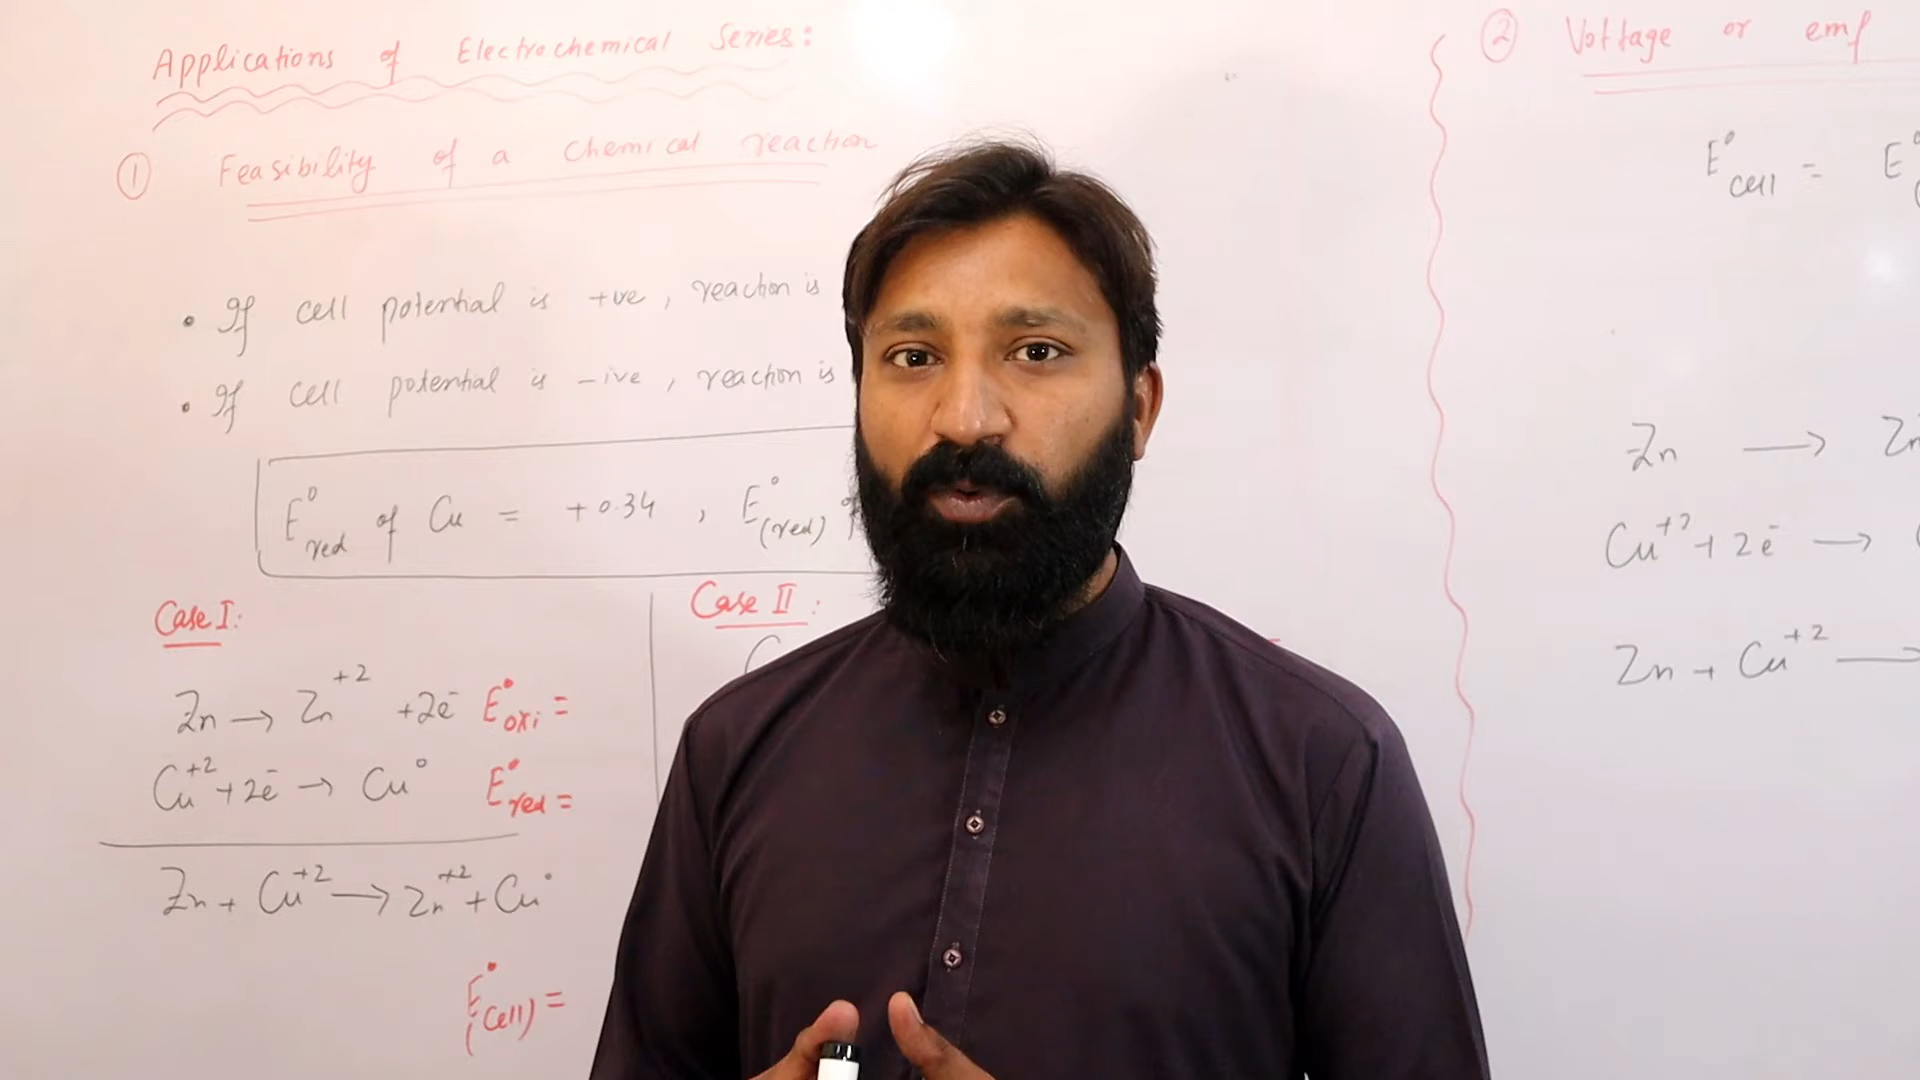 Applications of Electrochemical Series:
① Feasibility of a chemical reaction
• If cell potential is +ve, reaction is
• If cell potential is -ive, reaction is
E°red of Cu = +0.34, E°(red)
Case I:
Zn → Zn+2 +2e- E°oxi =
Cu+2+2e- → Cu° E°red =
Zn + Cu+2 → Zn+2 + Cu°
E°(cell) =
Case II:
② Voltage or emf
E°cell = E°
Zn →
Cu+2+2e- →
Zn + Cu+2 →